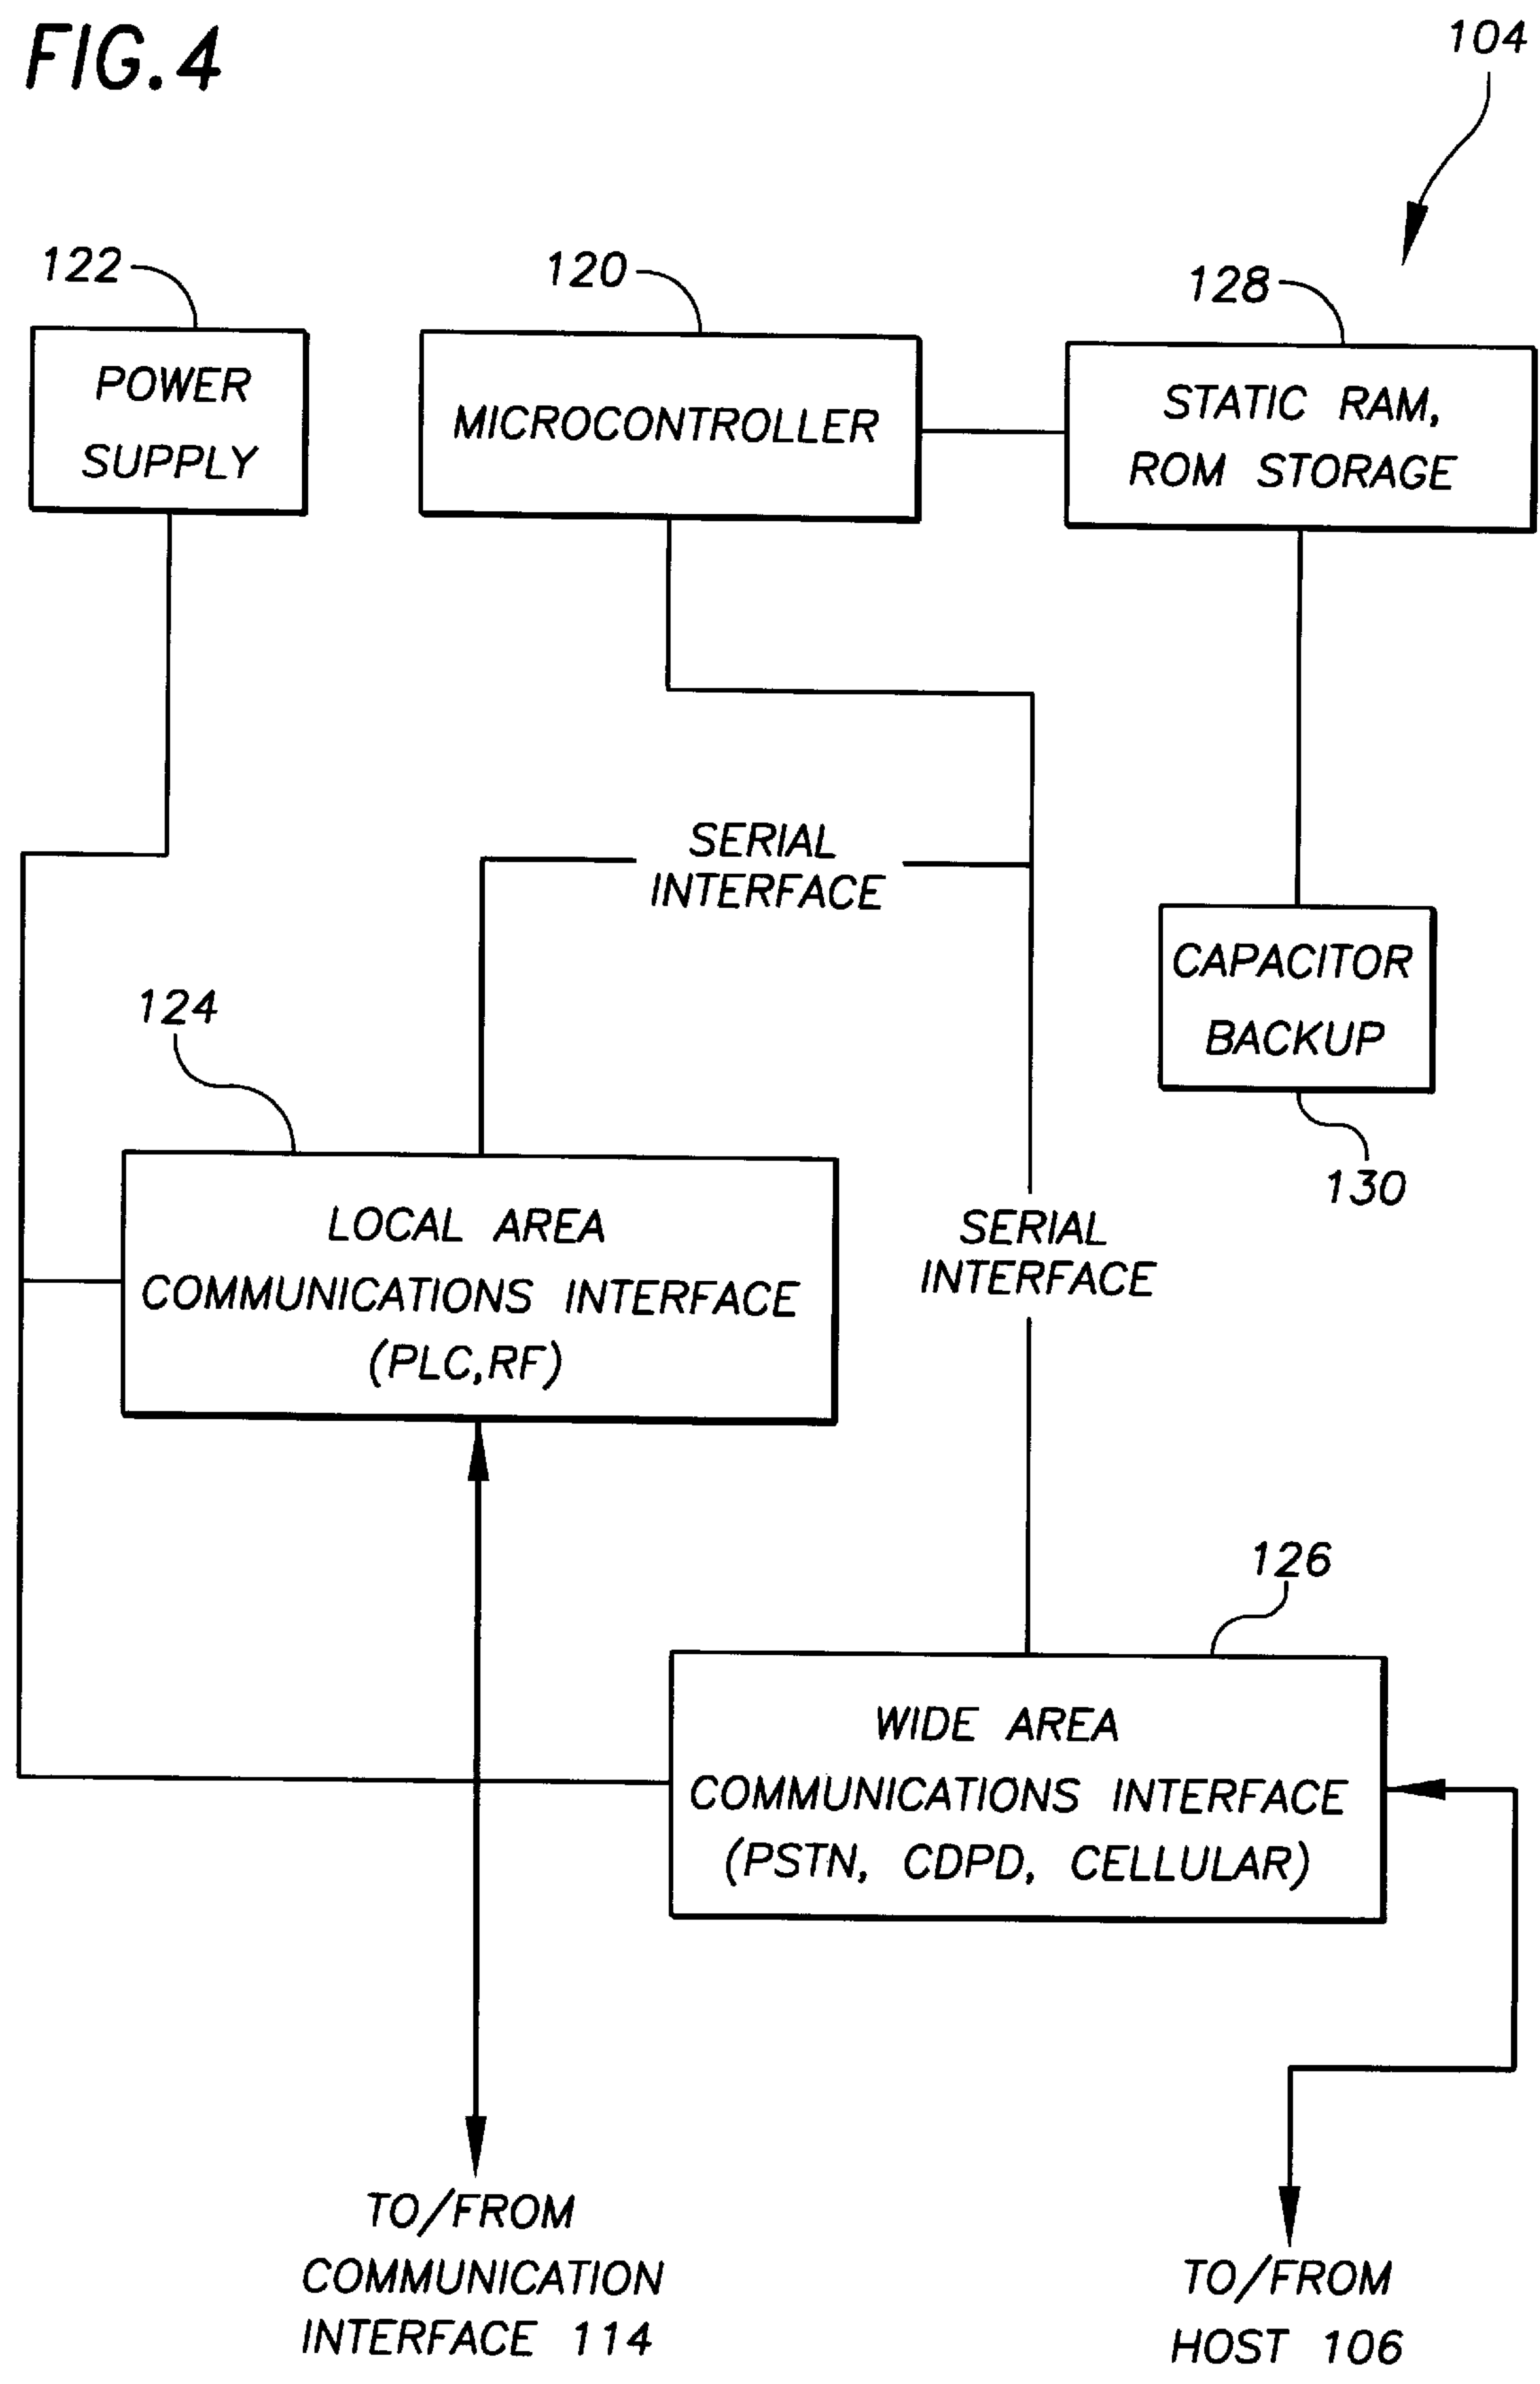 FIG.4
104
122
120
128
POWER
SUPPLY
MICROCONTROLLER
STATIC RAM,
ROM STORAGE
SERIAL
INTERFACE
CAPACITOR
BACKUP
130
124
LOCAL AREA
COMMUNICATIONS INTERFACE
(PLC,RF)
SERIAL
INTERFACE
126
WIDE AREA
COMMUNICATIONS INTERFACE
(PSTN, CDPD, CELLULAR)
TO/FROM
COMMUNICATION
INTERFACE 114
TO/FROM
HOST 106